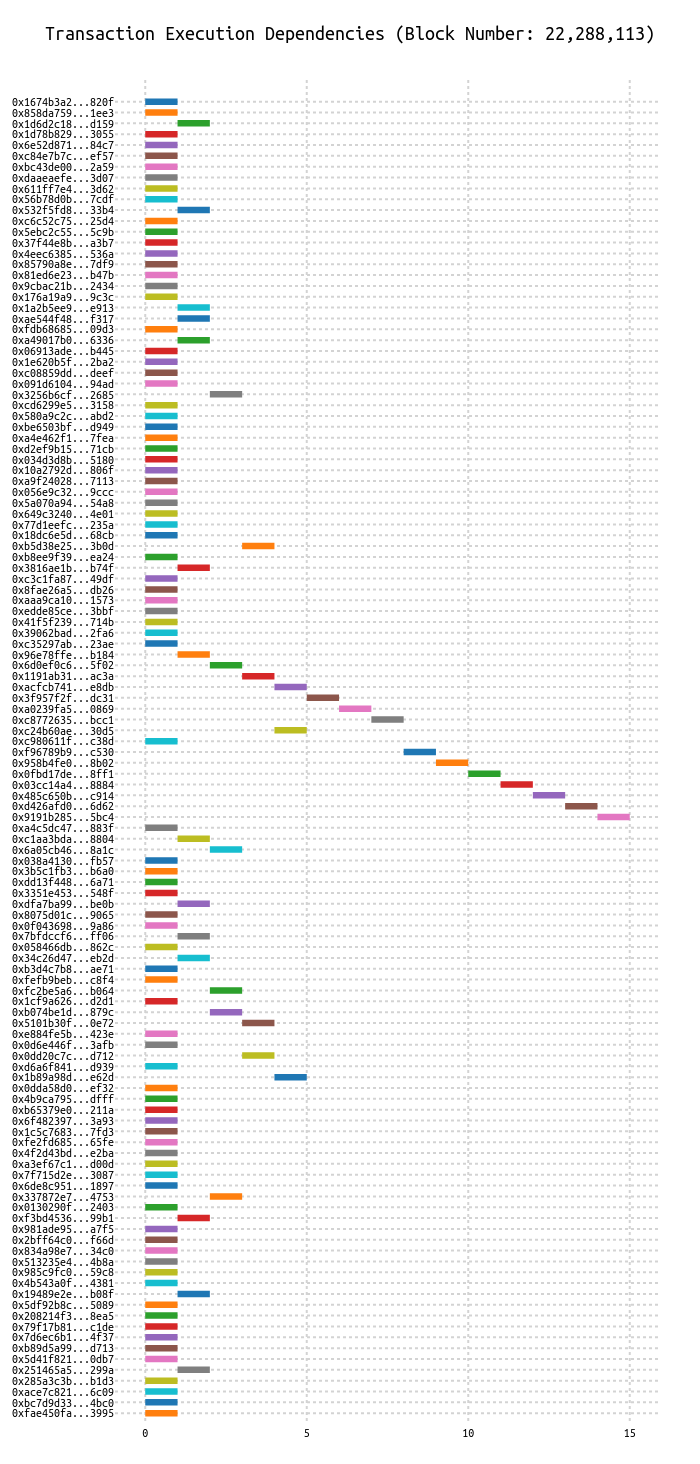 Transaction Execution Dependencies (Block Number: 22,288,113)
0x1674b3a2...820f
0x858da759...1ee3
0x1d6d2c18...d159
0x1d78b829...3055
0x6e52d871...84c7
0xc84e7b7c...ef57
0xbc43de00...2a59
0xdaaeaefe...3d07
0x611ff7e4...3d62
0x56b78d0b...7cdf
0x532f5fd8...33b4
0xc6c52c75...25d4
0x5ebc2c55...5c9b
0x37f44e8b...a3b7
0x4eec6385...536a
0x85790a8e...7df9
0x81ed6e23...b47b
0x9cbac21b...2434
0x176a19a9...9c3c
0x1a2b5ee9...e913
0xae544f48...f317
0xfdb68685...09d3
0xa49017b0...6336
0x06913ade...b445
0x1e620b5f...2ba2
0xc08859dd...deef
0x091d6104...94ad
0x3256b6cf...2685
0xcd6299e5...3158
0x580a9c2c...abd2
0xbe6503bf...d949
0xa4e462f1...7fea
0xd2ef9b15...71cb
0x034d3d8b...5180
0x10a2792d...806f
0xa9f24028...7113
0x056e9c32...9ccc
0x5a070a94...54a8
0x649c3240...4e01
0x77d1eefc...235a
0x18dc6e5d...68cb
0xb5d38e25...3b0d
0xb8ee9f39...ea24
0x3816ae1b...b74f
0xc3c1fa87...49df
0x8fae26a5...db26
0xaaa9ca10...1573
0xedde85ce...3bbf
0x41f5f239...714b
0x39062bad...2fa6
0xc35297ab...23ae
0x96e78ffe...b184
0x6d0ef0c6...5f02
0x1191ab31...ac3a
0xacfcb741...e8db
0x3f957f2f...dc31
0xa0239fa5...0869
0xc8772635...bcc1
0xc24b60ae...30d5
0xc980611f...c38d
0xf96789b9...c530
0x958b4fe0...8b02
0x0fbd17de...8ff1
0x03cc14a4...8884
0x485c650b...c914
0xd426afd0...6d62
0x9191b285...5bc4
0xa4c5dc47...883f
0xc1aa3bda...8804
0x6a05cb46...8a1c
0x038a4130...fb57
0x3b5c1fb3...b6a0
0xdd13f448...6a71
0x3351e453...548f
0xdfa7ba99...be0b
0x8075d01c...9065
0x0f043698...9a86
0x7bfdccf6...ff06
0x058466db...862c
0x34c26d47...eb2d
0xb3d4c7b8...ae71
0xfefb9beb...c8f4
0xfc2be5a6...b064
0x1cf9a626...d2d1
0xb074be1d...879c
0x5101b30f...0e72
0xe884fe5b...423e
0x0d6e446f...3afb
0x0dd20c7c...d712
0xd6a6f841...d939
0x1b89a98d...e62d
0x0dda58d0...ef32
0x4b9ca795...dfff
0xb65379e0...211a
0x6f482397...3a93
0x1c5c7683...7fd3
0xfe2fd685...65fe
0x4f2d43bd...e2ba
0xa3ef67c1...d00d
0x7f715d2e...3087
0x6de8c951...1897
0x337872e7...4753
0x0130290f...2403
0xf3bd4536...99b1
0x981ade95...a7f5
0x2bff64c0...f66d
0x834a98e7...34c0
0x513235e4...4b8a
0x985c9fc0...59c8
0x4b543a0f...4381
0x19489e2e...b08f
0x5df92b8c...5089
0x208214f3...8ea5
0x79f17b81...c1de
0x7d6ec6b1...4f37
0xb89d5a99...d713
0x5d41f821...0db7
0x251465a5...299a
0x285a3c3b...b1d3
0xace7c821...6c09
0xbc7d9d33...4bc0
0xfae450fa...3995
0 5 10 15